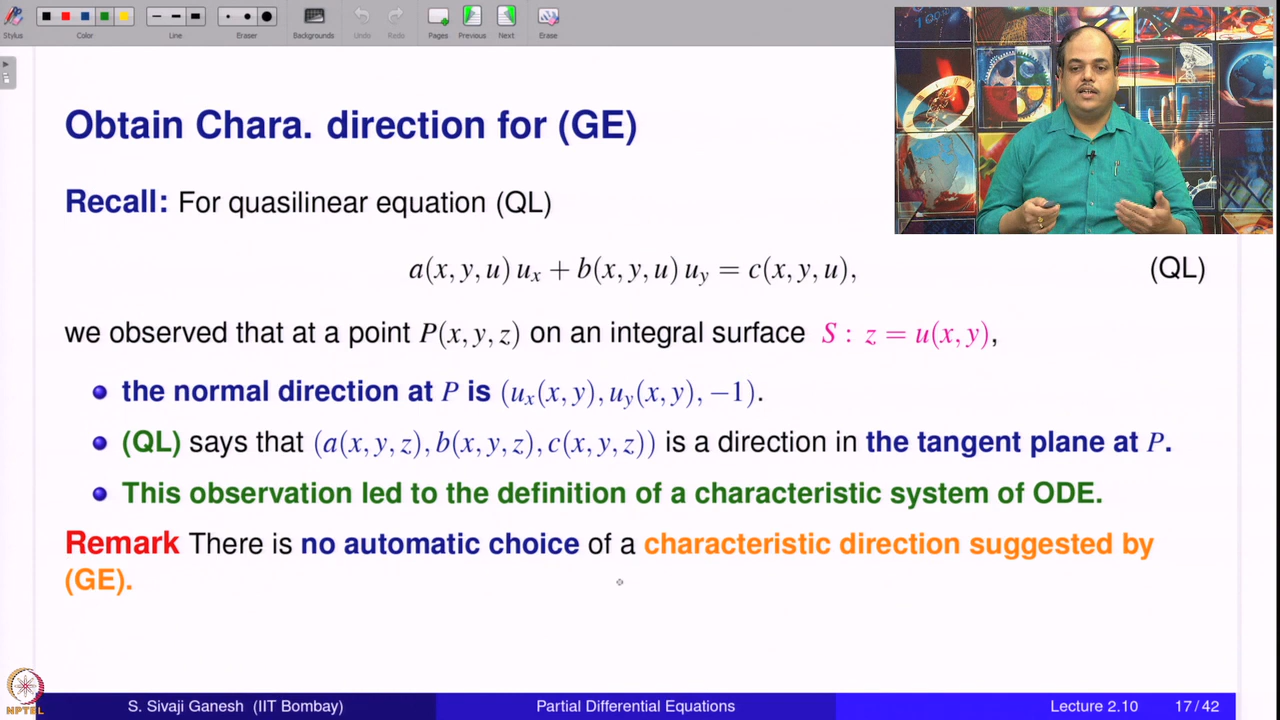 Stylus
Color
Line
Eraser
Backgrounds
Undo
Redo
Pages
Previous
Next
Erase
Obtain Chara. direction for (GE)
Recall: For quasilinear equation (QL)
a(x, y, u) u_x + b(x, y, u) u_y = c(x, y, u), (QL)
we observed that at a point P(x, y, z) on an integral surface S : z = u(x, y),
the normal direction at P is (u_x(x, y), u_y(x, y), −1).
(QL) says that (a(x, y, z), b(x, y, z), c(x, y, z)) is a direction in the tangent plane at P.
This observation led to the definition of a characteristic system of ODE.
Remark There is no automatic choice of a characteristic direction suggested by
(GE).
NPTEL
S. Sivaji Ganesh (IIT Bombay) Partial Differential Equations Lecture 2.10 17 / 42